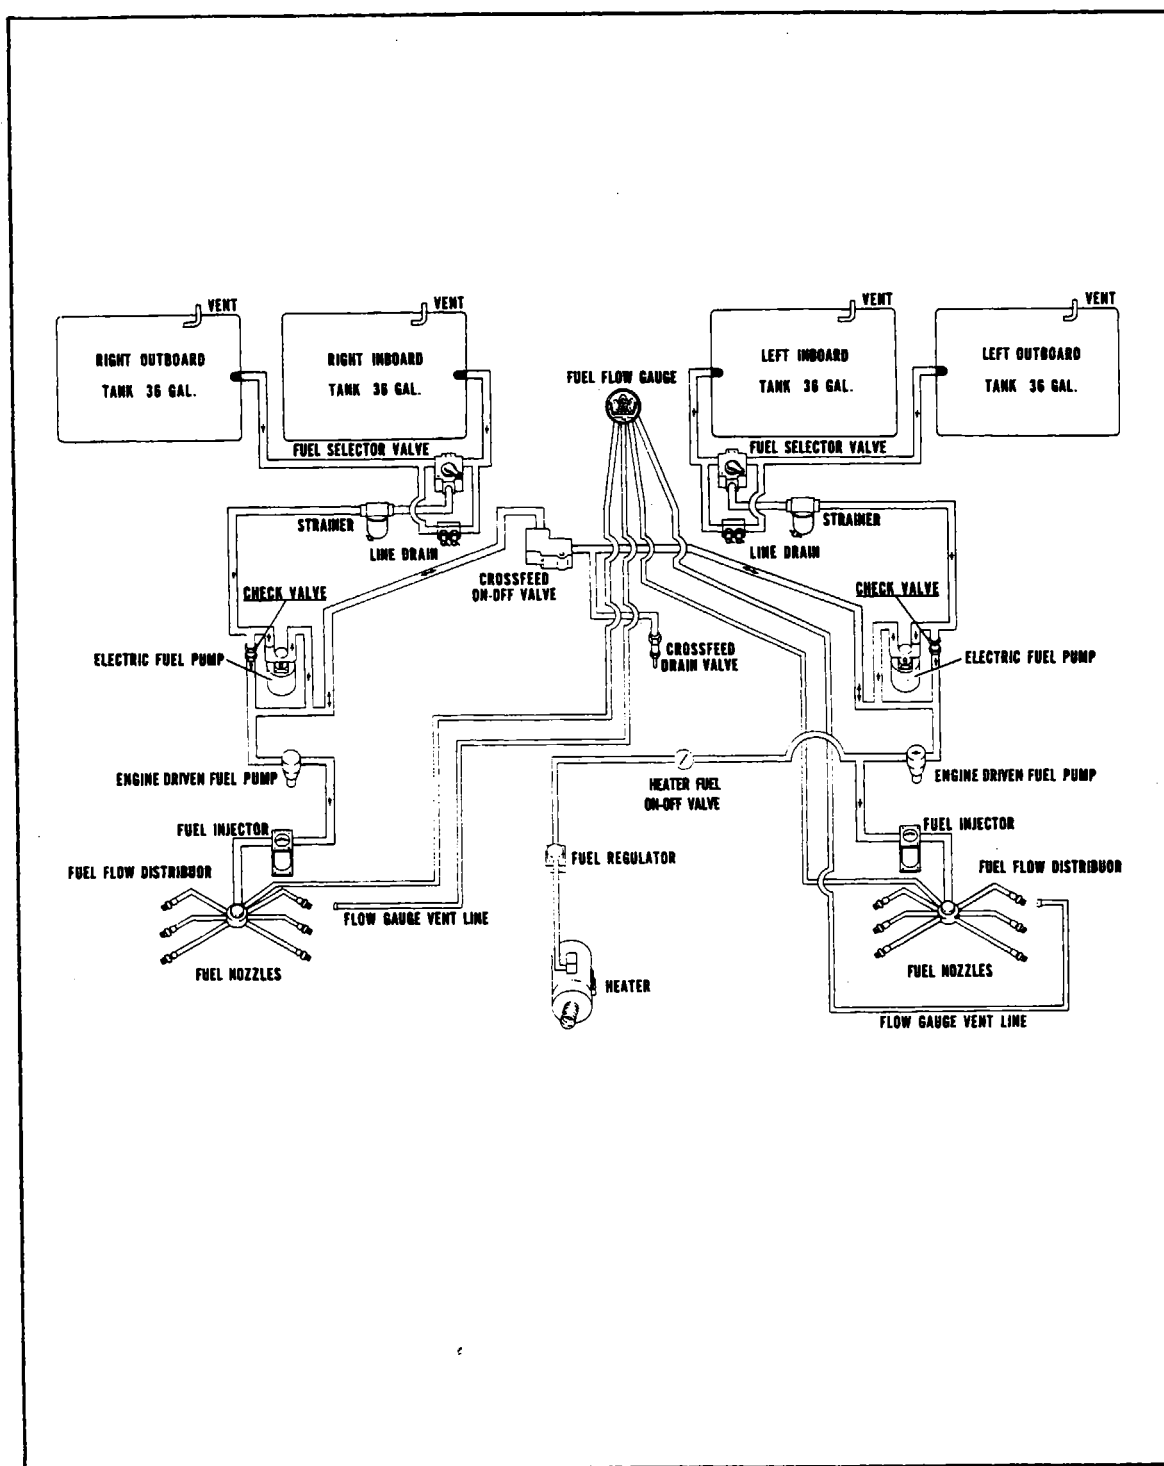 VENT
VENT
VENT
VENT
RIGHT OUTBOARD
TANK 36 GAL.
RIGHT INBOARD
TANK 36 GAL.
LEFT INBOARD
TANK 36 GAL.
LEFT OUTBOARD
TANK 36 GAL.
FUEL FLOW GAUGE
FUEL SELECTOR VALVE
FUEL SELECTOR VALVE
STRAINER
STRAINER
LINE DRAIN
LINE DRAIN
CROSSFEED
ON-OFF VALVE
CHECK VALVE
CHECK VALVE
CROSSFEED
DRAIN VALVE
ELECTRIC FUEL PUMP
ELECTRIC FUEL PUMP
ENGINE DRIVEN FUEL PUMP
HEATER FUEL
ON-OFF VALVE
ENGINE DRIVEN FUEL PUMP
FUEL INJECTOR
FUEL INJECTOR
FUEL REGULATOR
FUEL FLOW DISTRIBUOR
FUEL FLOW DISTRIBUOR
FLOW GAUGE VENT LINE
FUEL NOZZLES
FUEL NOZZLES
HEATER
FLOW GAUGE VENT LINE